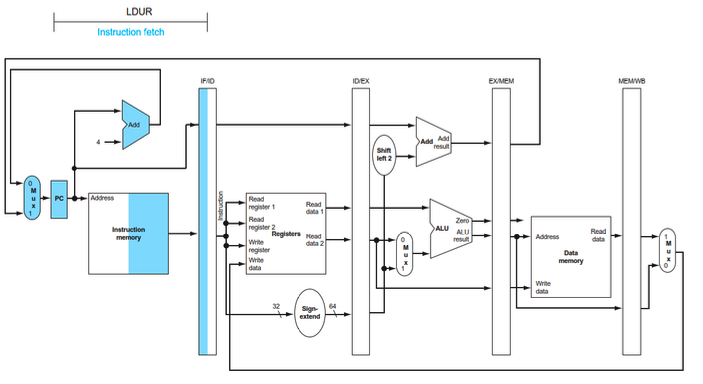 LDUR
Instruction fetch
IF/ID
ID/EX
EX/MEM
MEM/WB
Add
4
Shift
left 2
Add
Add
result
0
M
u
x
1
PC
Address
Instruction
memory
Instruction
Read
register 1
Read
register 2
Write
register
Write
data
Registers
Read
data 1
Read
data 2
0
M
u
x
1
Zero
ALU
ALU
result
Address
Read
data
Data
memory
Write
data
1
M
u
x
0
32
Sign-
extend
64